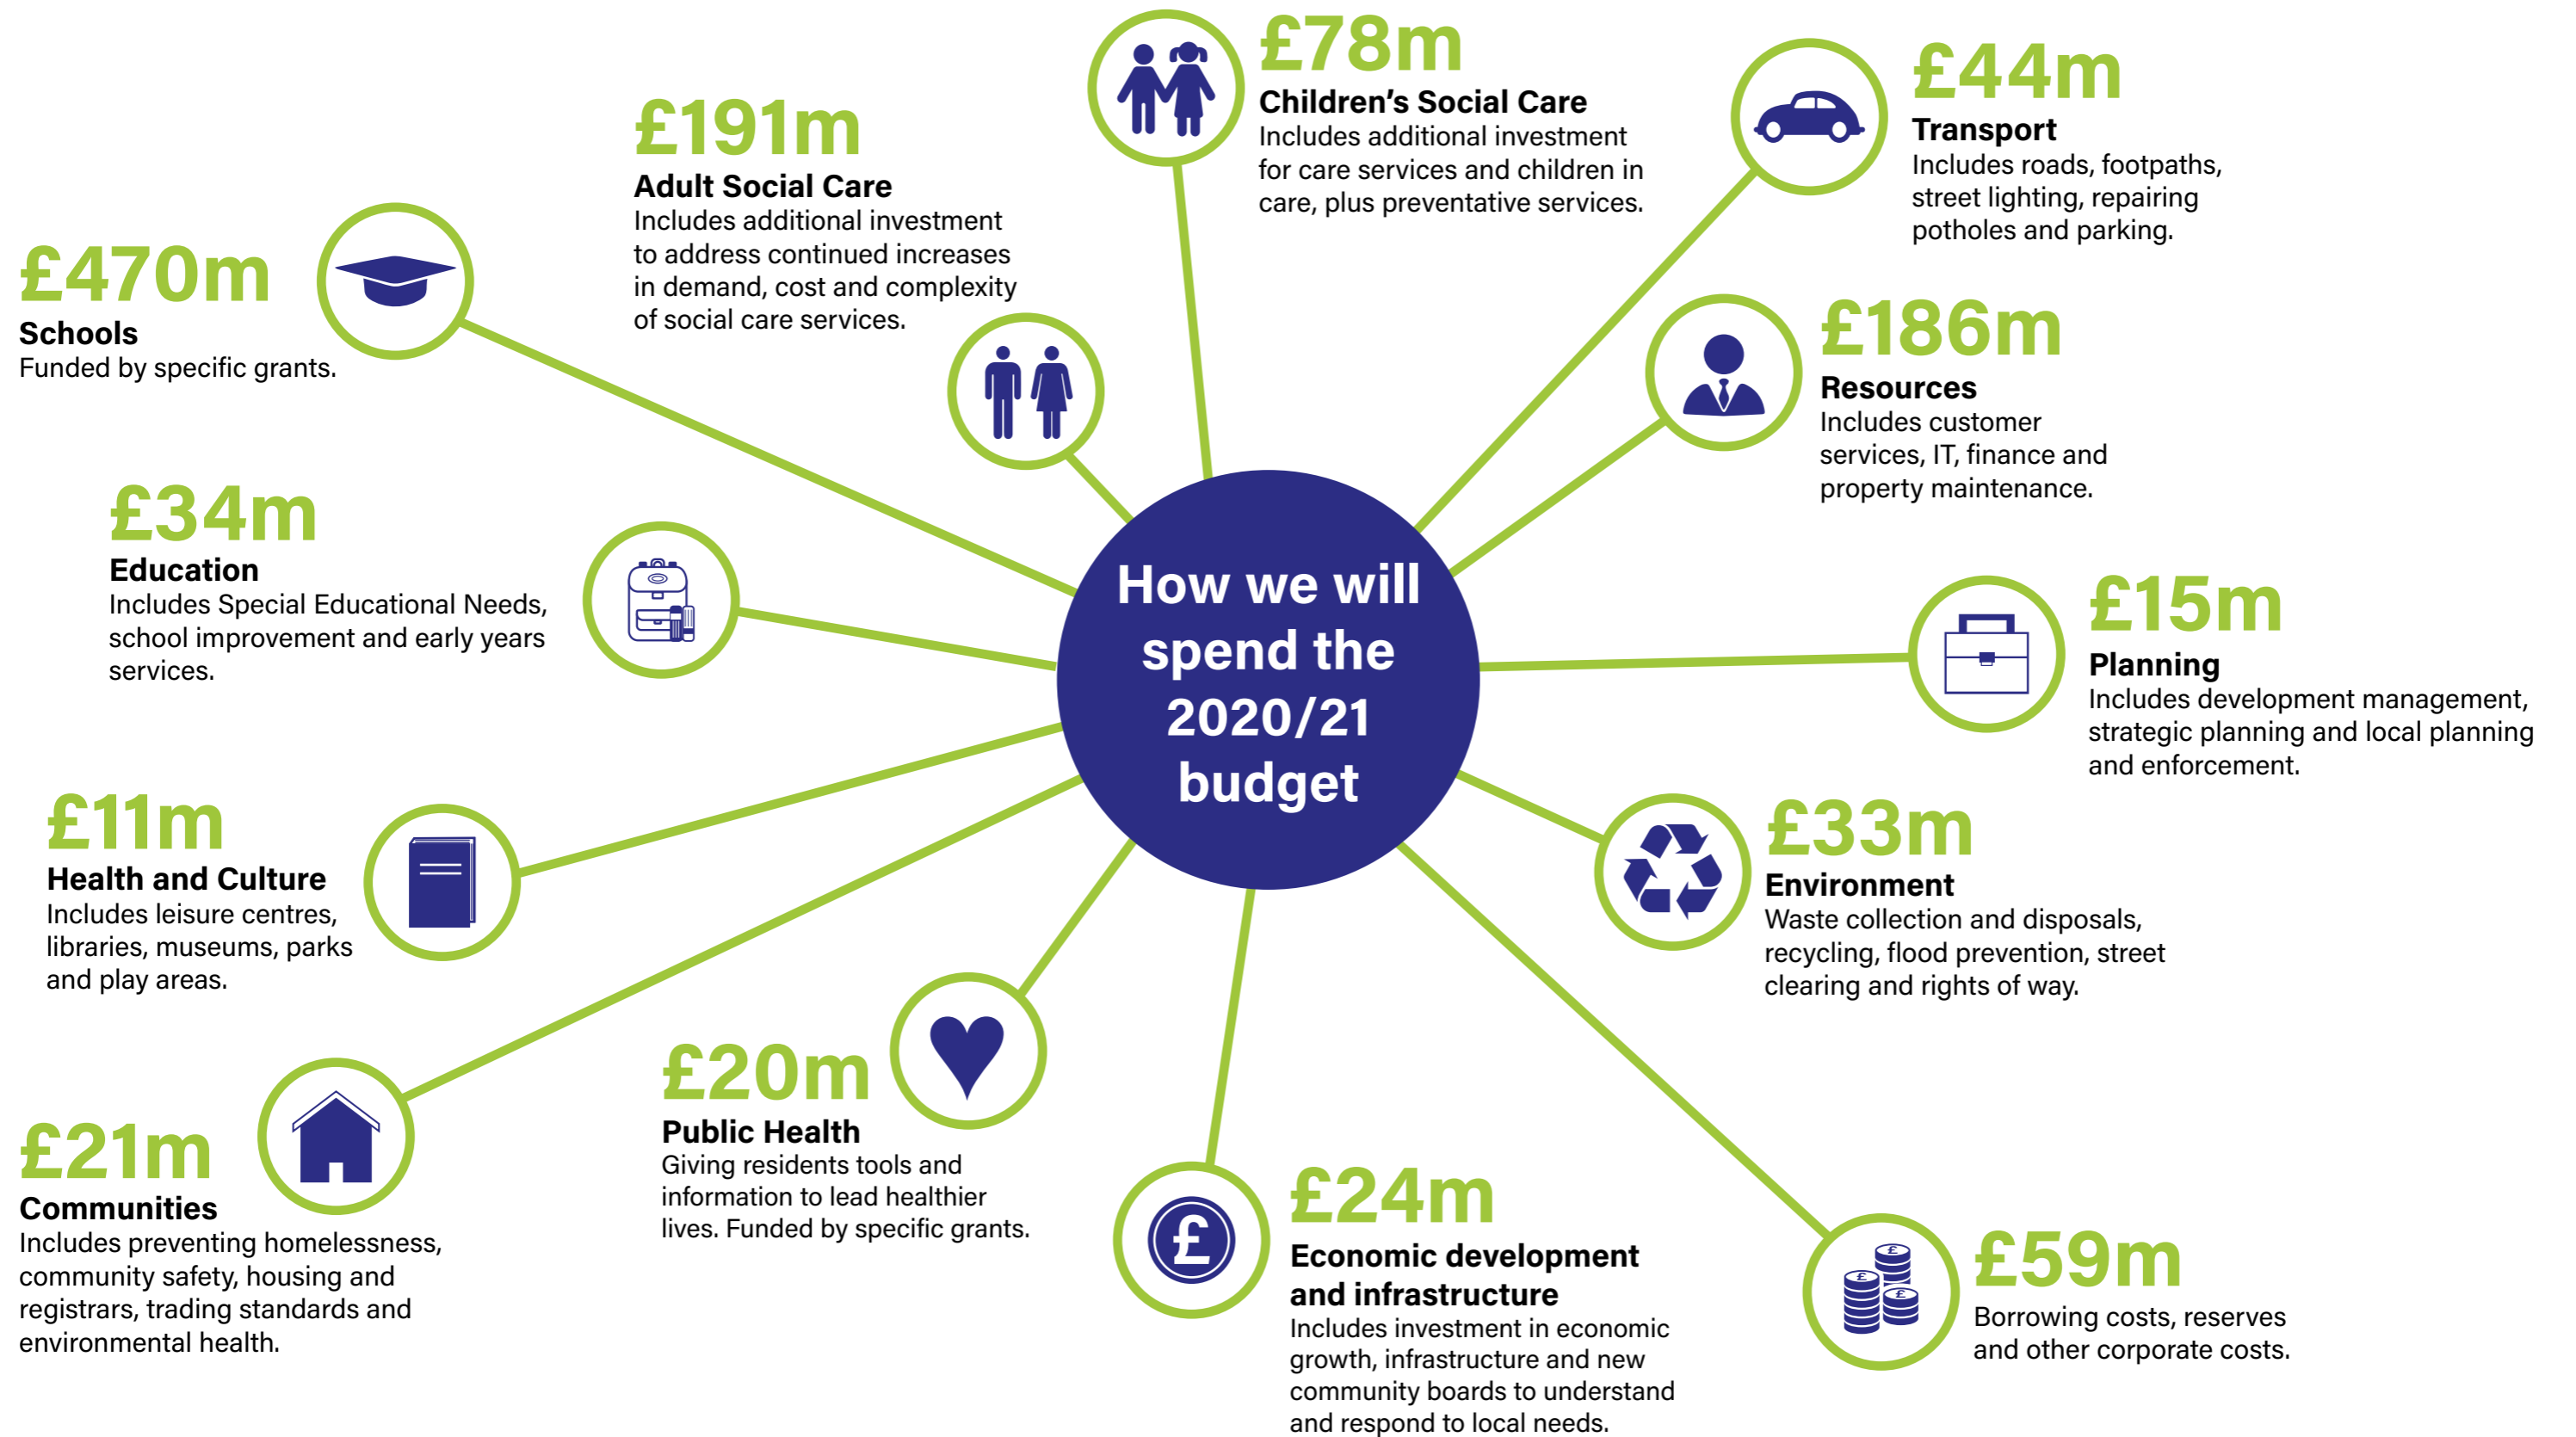 How we will
spend the
2020/21
budget
£470m
Schools
Funded by specific grants.
£191m
Adult Social Care
Includes additional investment
to address continued increases
in demand, cost and complexity
of social care services.
£78m
Children's Social Care
Includes additional investment
for care services and children in
care, plus preventative services.
£44m
Transport
Includes roads, footpaths,
street lighting, repairing
potholes and parking.
£186m
Resources
Includes customer
services, IT, finance and
property maintenance.
£34m
Education
Includes Special Educational Needs,
school improvement and early years
services.
£15m
Planning
Includes development management,
strategic planning and local planning
and enforcement.
£11m
Health and Culture
Includes leisure centres,
libraries, museums, parks
and play areas.
£33m
Environment
Waste collection and disposals,
recycling, flood prevention, street
clearing and rights of way.
£21m
Communities
Includes preventing homelessness,
community safety, housing and
registrars, trading standards and
environmental health.
£20m
Public Health
Giving residents tools and
information to lead healthier
lives. Funded by specific grants.
£
£24m
Economic development
and infrastructure
Includes investment in economic
growth, infrastructure and new
community boards to understand
and respond to local needs.
£
£
£
£59m
Borrowing costs, reserves
and other corporate costs.